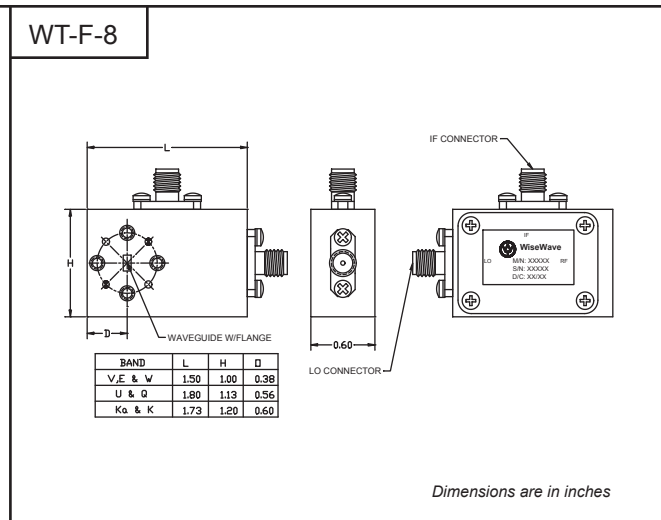 WT-F-8
L
IF CONNECTOR
H
D
WAVEGUIDE W/FLANGE
0.60
LO CONNECTOR
IF
WiseWave
LO M/N: XXXXX RF
S/N: XXXXX
D/C: XX/XX
BAND L H D
V,E & W 1.50 1.00 0.38
U & Q 1.80 1.13 0.56
Ka & K 1.73 1.20 0.60
Dimensions are in inches